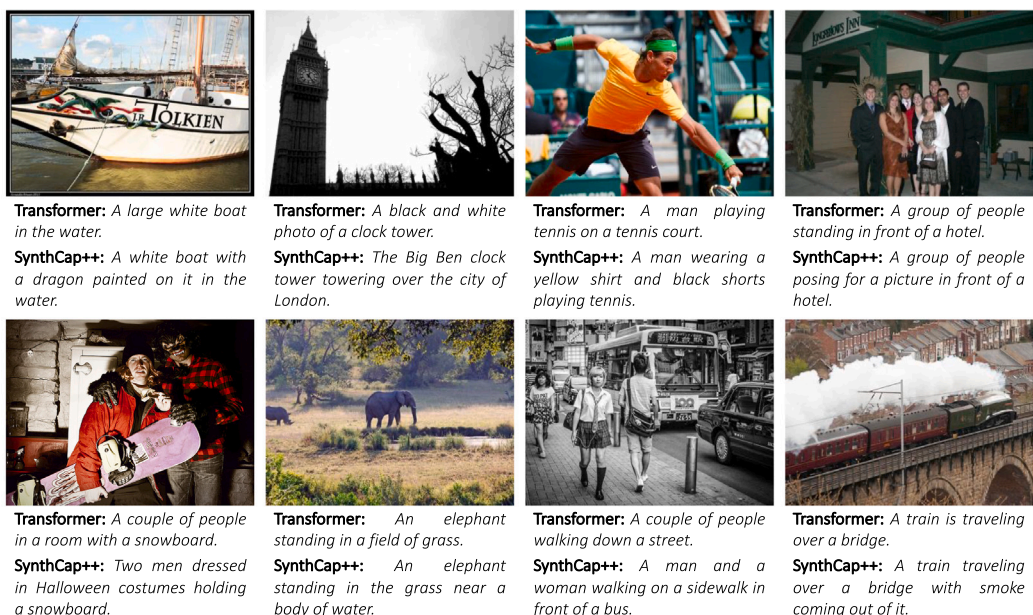 J.R. TOLKIEN
Transformer: A large white boat
in the water.
SynthCap++: A white boat with
a dragon painted on it in the
water.
Transformer: A black and white
photo of a clock tower.
SynthCap++: The Big Ben clock
tower towering over the city of
London.
Transformer: A man playing
tennis on a tennis court.
SynthCap++: A man wearing a
yellow shirt and black shorts
playing tennis.
Transformer: A group of people
standing in front of a hotel.
SynthCap++: A group of people
posing for a picture in front of a
hotel.
Transformer: A couple of people
in a room with a snowboard.
SynthCap++: Two men dressed
in Halloween costumes holding
a snowboard.
Transformer: An elephant
standing in a field of grass.
SynthCap++: An elephant
standing in the grass near a
body of water.
Transformer: A couple of people
walking down a street.
SynthCap++: A man and a
woman walking on a sidewalk in
front of a bus.
Transformer: A train is traveling
over a bridge.
SynthCap++: A train traveling
over a bridge with smoke
coming out of it.